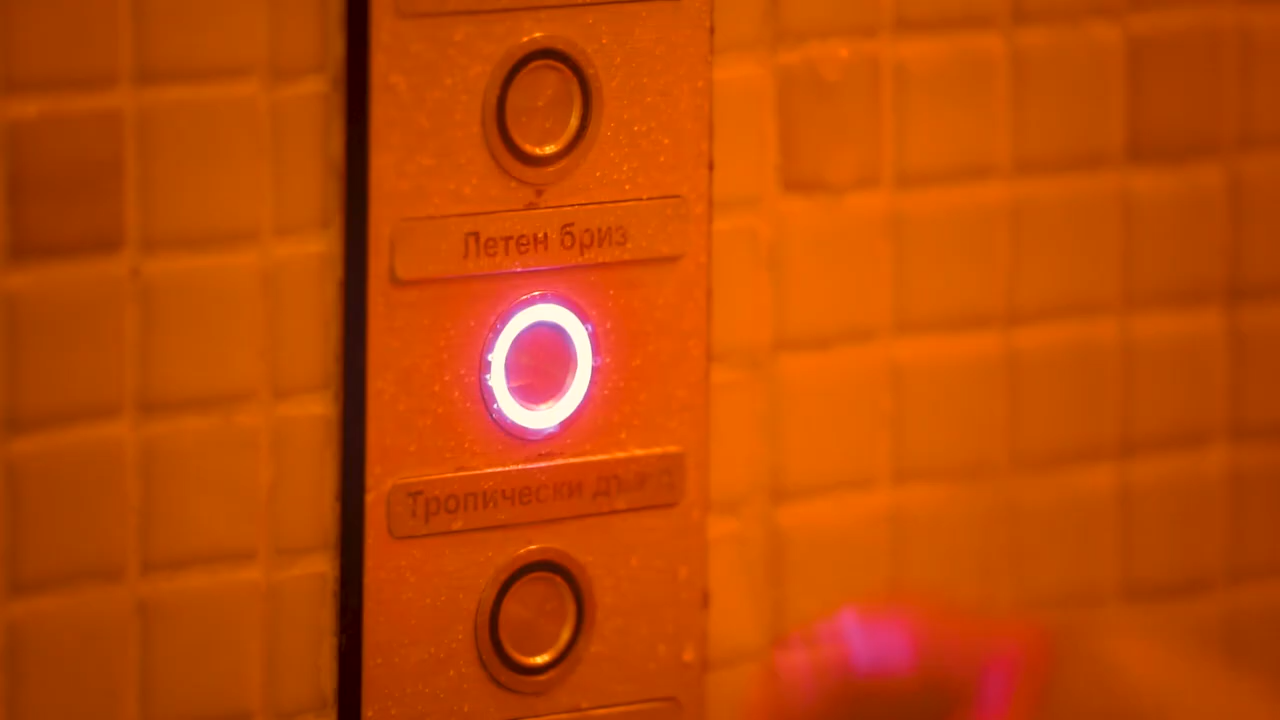 Летен бриз
Тропически